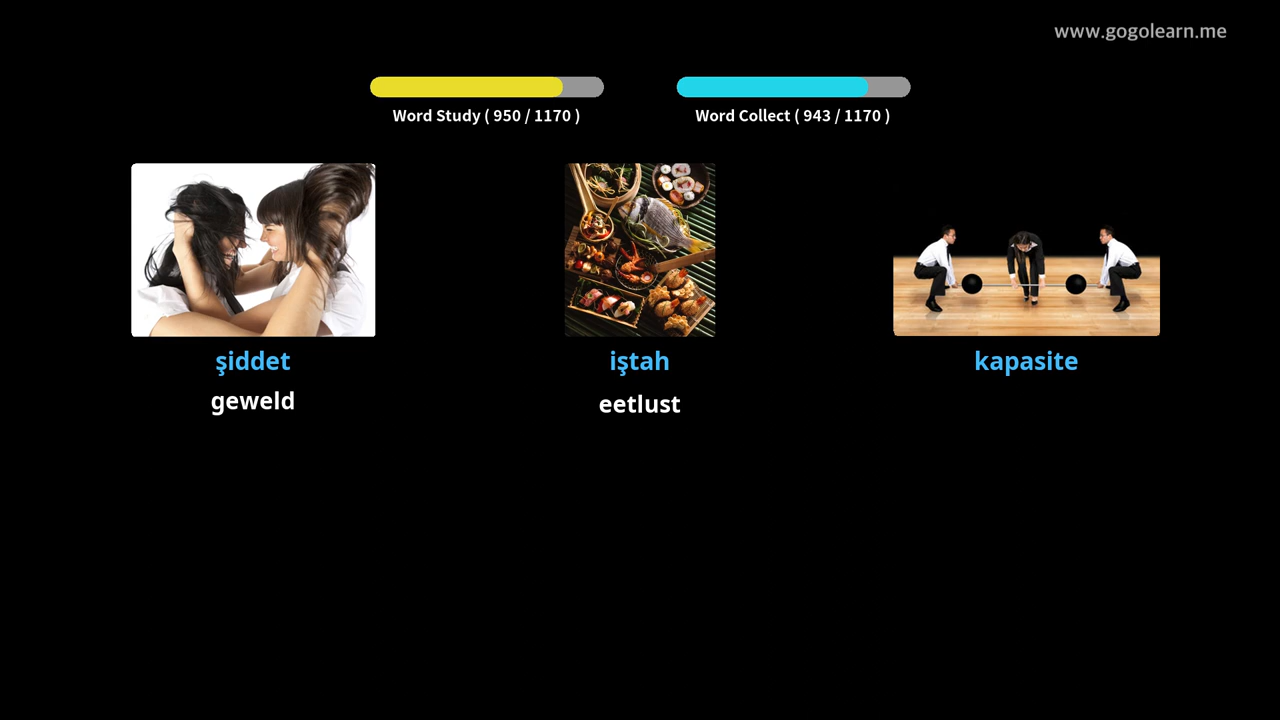 www.gogolearn.me
Word Study ( 950 / 1170 )
Word Collect ( 943 / 1170 )
şiddet
iştah
kapasite
geweld
eetlust